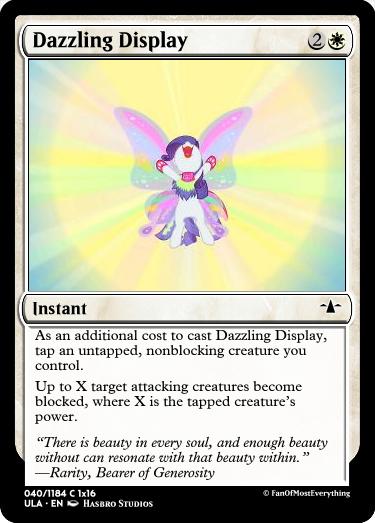 Dazzling Display 2
Instant
As an additional cost to cast Dazzling Display,
tap an untapped, nonblocking creature you
control.
Up to X target attacking creatures become
blocked, where X is the tapped creature's
power.
“There is beauty in every soul, and enough beauty
without can resonate with that beauty within.”
—Rarity, Bearer of Generosity
040/1184 C 1x16
ULA • EN Hasbro Studios
© FanOfMostEverything